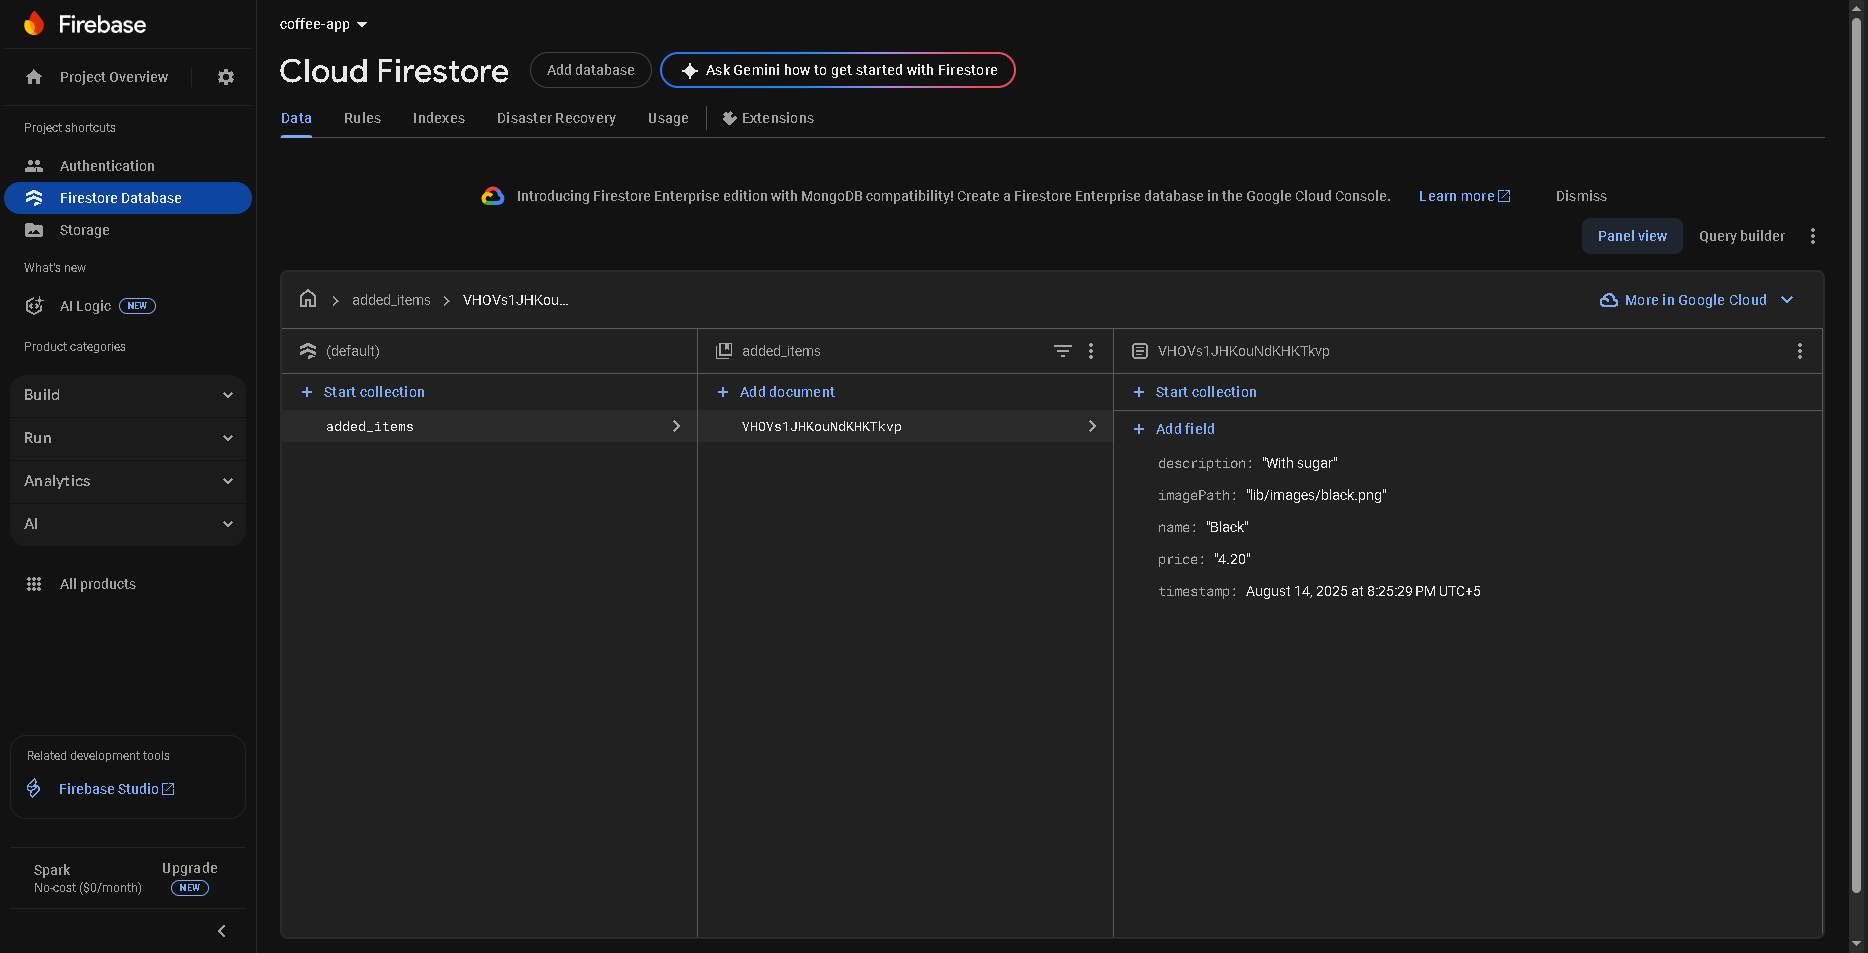 Firebase
Project Overview
Project shortcuts
Authentication
Firestore Database
Storage
What's new
AI Logic NEW
Product categories
Build
Run
Analytics
AI
All products
Related development tools
Firebase Studio
Spark
No-cost ($0/month)
Upgrade
NEW
coffee-app
Cloud Firestore
Add database
Ask Gemini how to get started with Firestore
Data Rules Indexes Disaster Recovery Usage Extensions
Introducing Firestore Enterprise edition with MongoDB compatibility! Create a Firestore Enterprise database in the Google Cloud Console. Learn more Dismiss
Panel view Query builder
added_items VHOVs1JHKou...
More in Google Cloud
(default)
Start collection
added_items
added_items
Add document
VHOVs1JHKouNdKHKTkvp
VHOVs1JHKouNdKHKTkvp
Start collection
Add field
description: "With sugar"
imagePath: "lib/images/black.png"
name: "Black"
price: "4.20"
timestamp: August 14, 2025 at 8:25:29 PM UTC+5